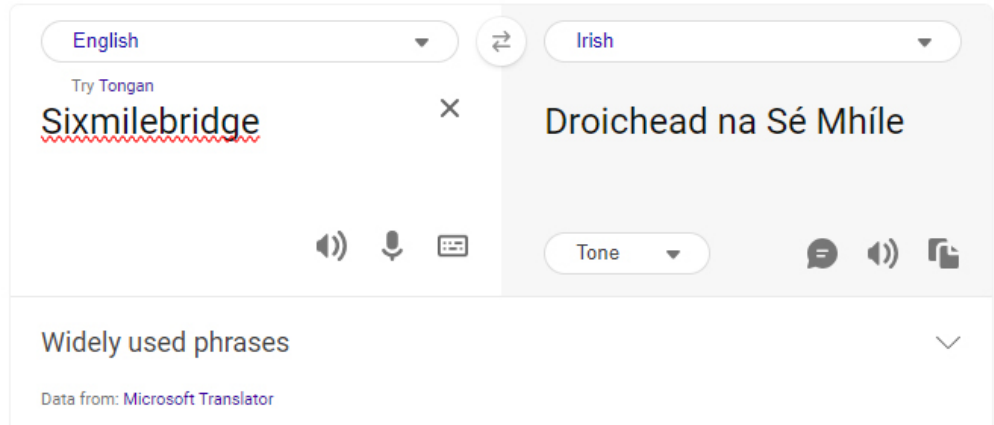 English
Irish
Try Tongan
Sixmilebridge
Droichead na Sé Mhíle
Tone
Widely used phrases
Data from: Microsoft Translator